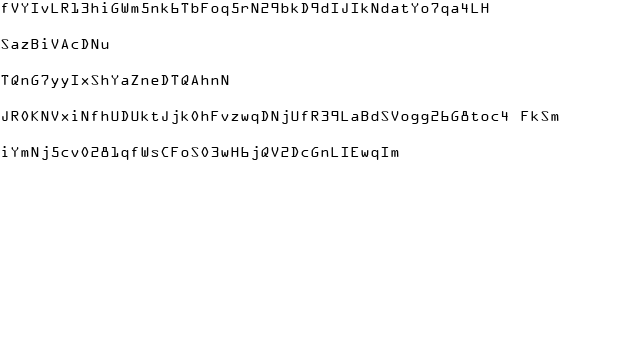 fVYIvLR13hiGWm5nk6TbFoq5rN29bkD9dIJIkNdatYo7qa4LH
SazBiVAcDNu
TQnG7yyIxShYaZneDTQAhnN
JR0KNVxiNfhUDUktJjk0hFvzwqDNjUfR39LaBdSVogg26G8toc4 FkSm
iYmNj5cv0281qfWsCFoS03wH6jQV2DcGnLIEwqIm